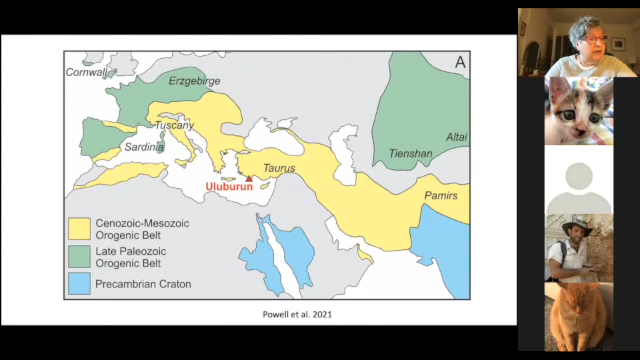 A
Cornwall
Erzgebirge
Tuscany
Sardinia
Altai
Tienshan
Taurus
Pamirs
Uluburun
Cenozoic-Mesozoic
Orogenic Belt
Late Paleozoic
Orogenic Belt
Precambrian Craton
Powell et al. 2021